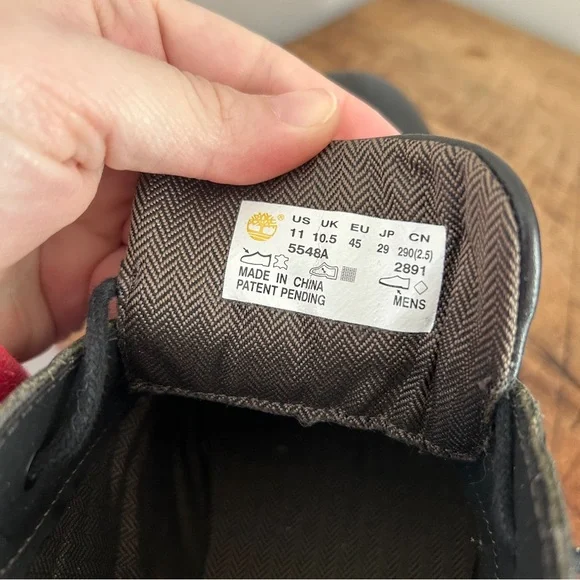 US UK EU JP CN
11 10.5 45 29 290(2.5)
5548A 2891
MADE IN CHINA
PATENT PENDING
MENS